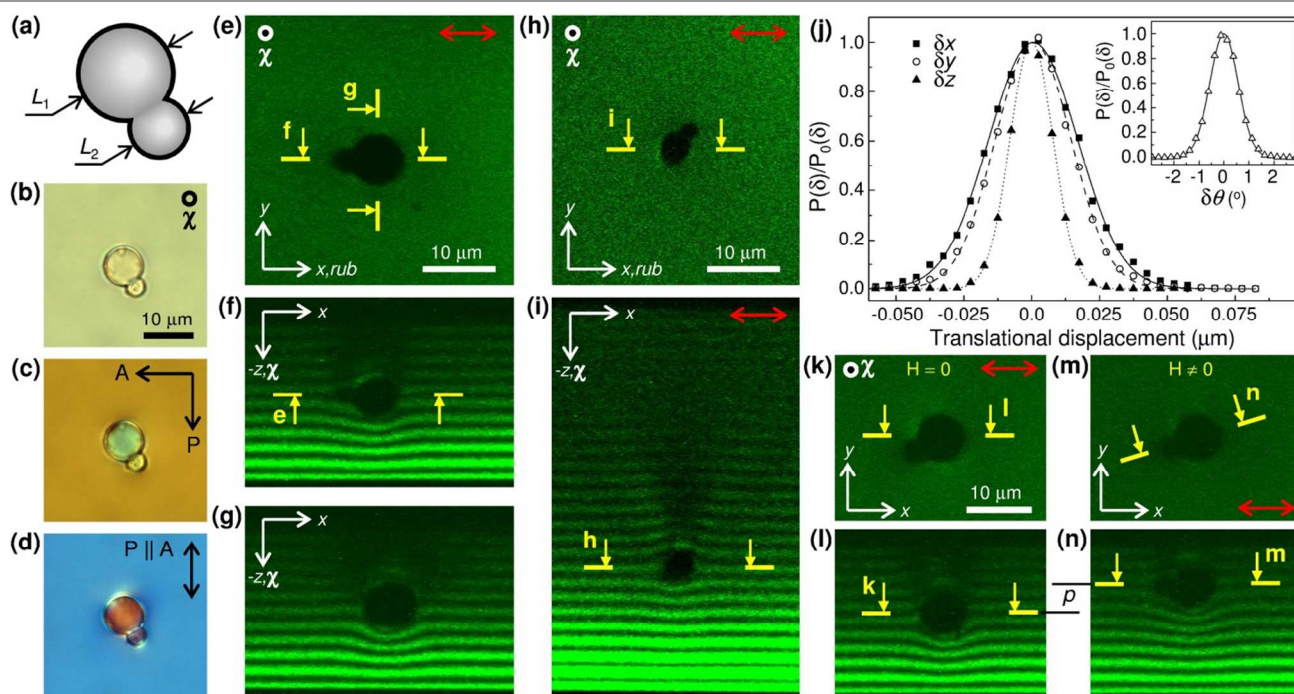 (a)
L1
L2
(b)
χ
10 μm
(c)
A
P
(d)
P || A
(e)
χ
g
f
y
x,rub
10 μm
(f)
x
-z,χ
e
(g)
x
-z,χ
(h)
χ
i
y
x,rub
10 μm
(i)
x
-z,χ
h
(j)
P(δ)/P0(δ)
1.0
0.8
0.6
0.4
0.2
0.0
-0.050
-0.025
0.0
0.025
0.050
0.075
Translational displacement (μm)
δx
δy
δz
P(δ)/P0(δ)
1.0
0.8
0.6
0.4
0.2
0.0
-2
-1
0
1
2
δθ (o)
(k)
χ
H = 0
l
y
x
10 μm
(m)
H ≠ 0
n
y
x
(l)
k
p
(n)
m